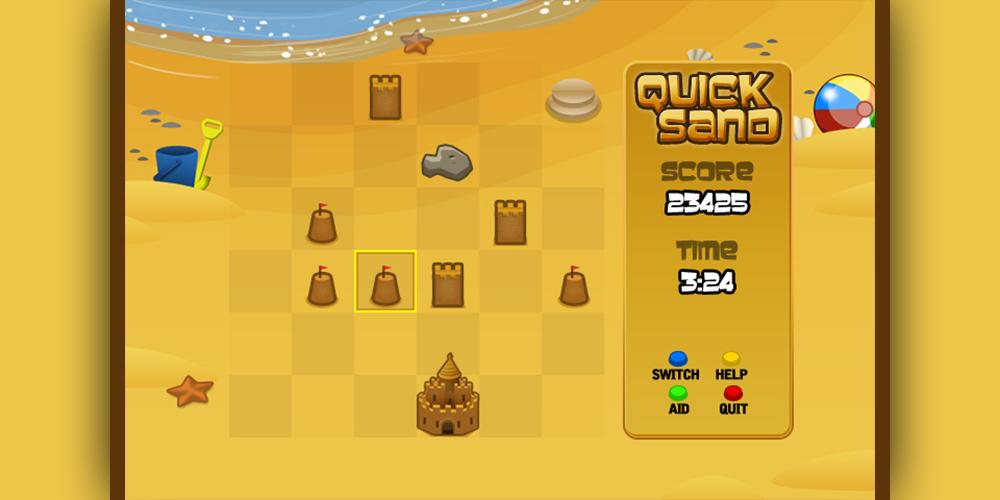 QUICK
SAND
SCORE
23425
TIME
3:24
SWITCH HELP
AID QUIT